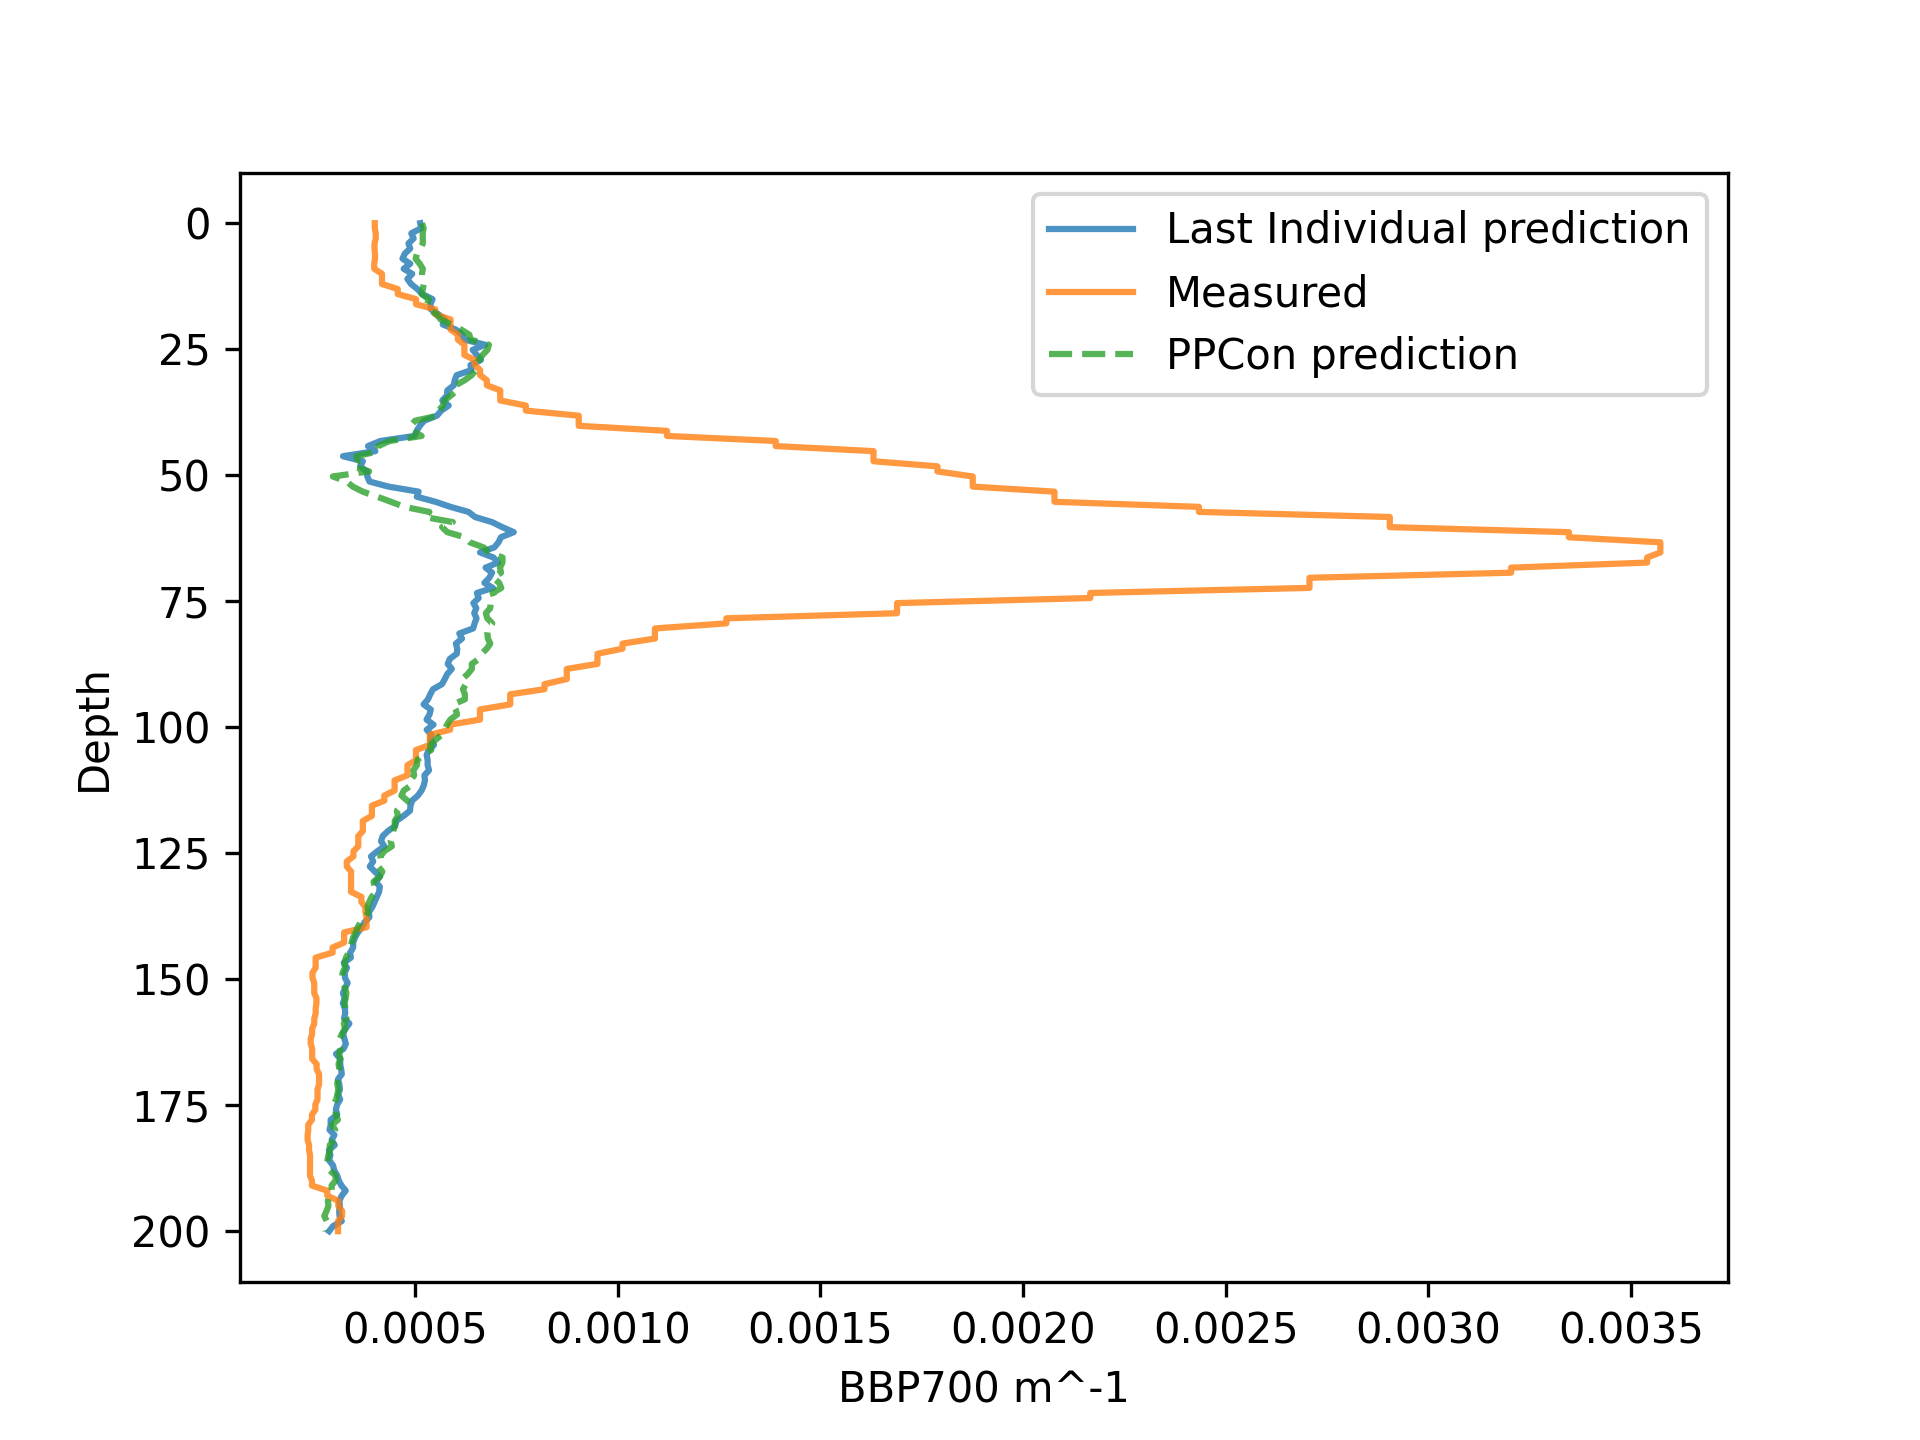 Last Individual prediction
Measured
PPCon prediction
0
25
50
75
100
125
150
175
200
Depth
0.0005 0.0010 0.0015 0.0020 0.0025 0.0030 0.0035
BBP700 m^-1